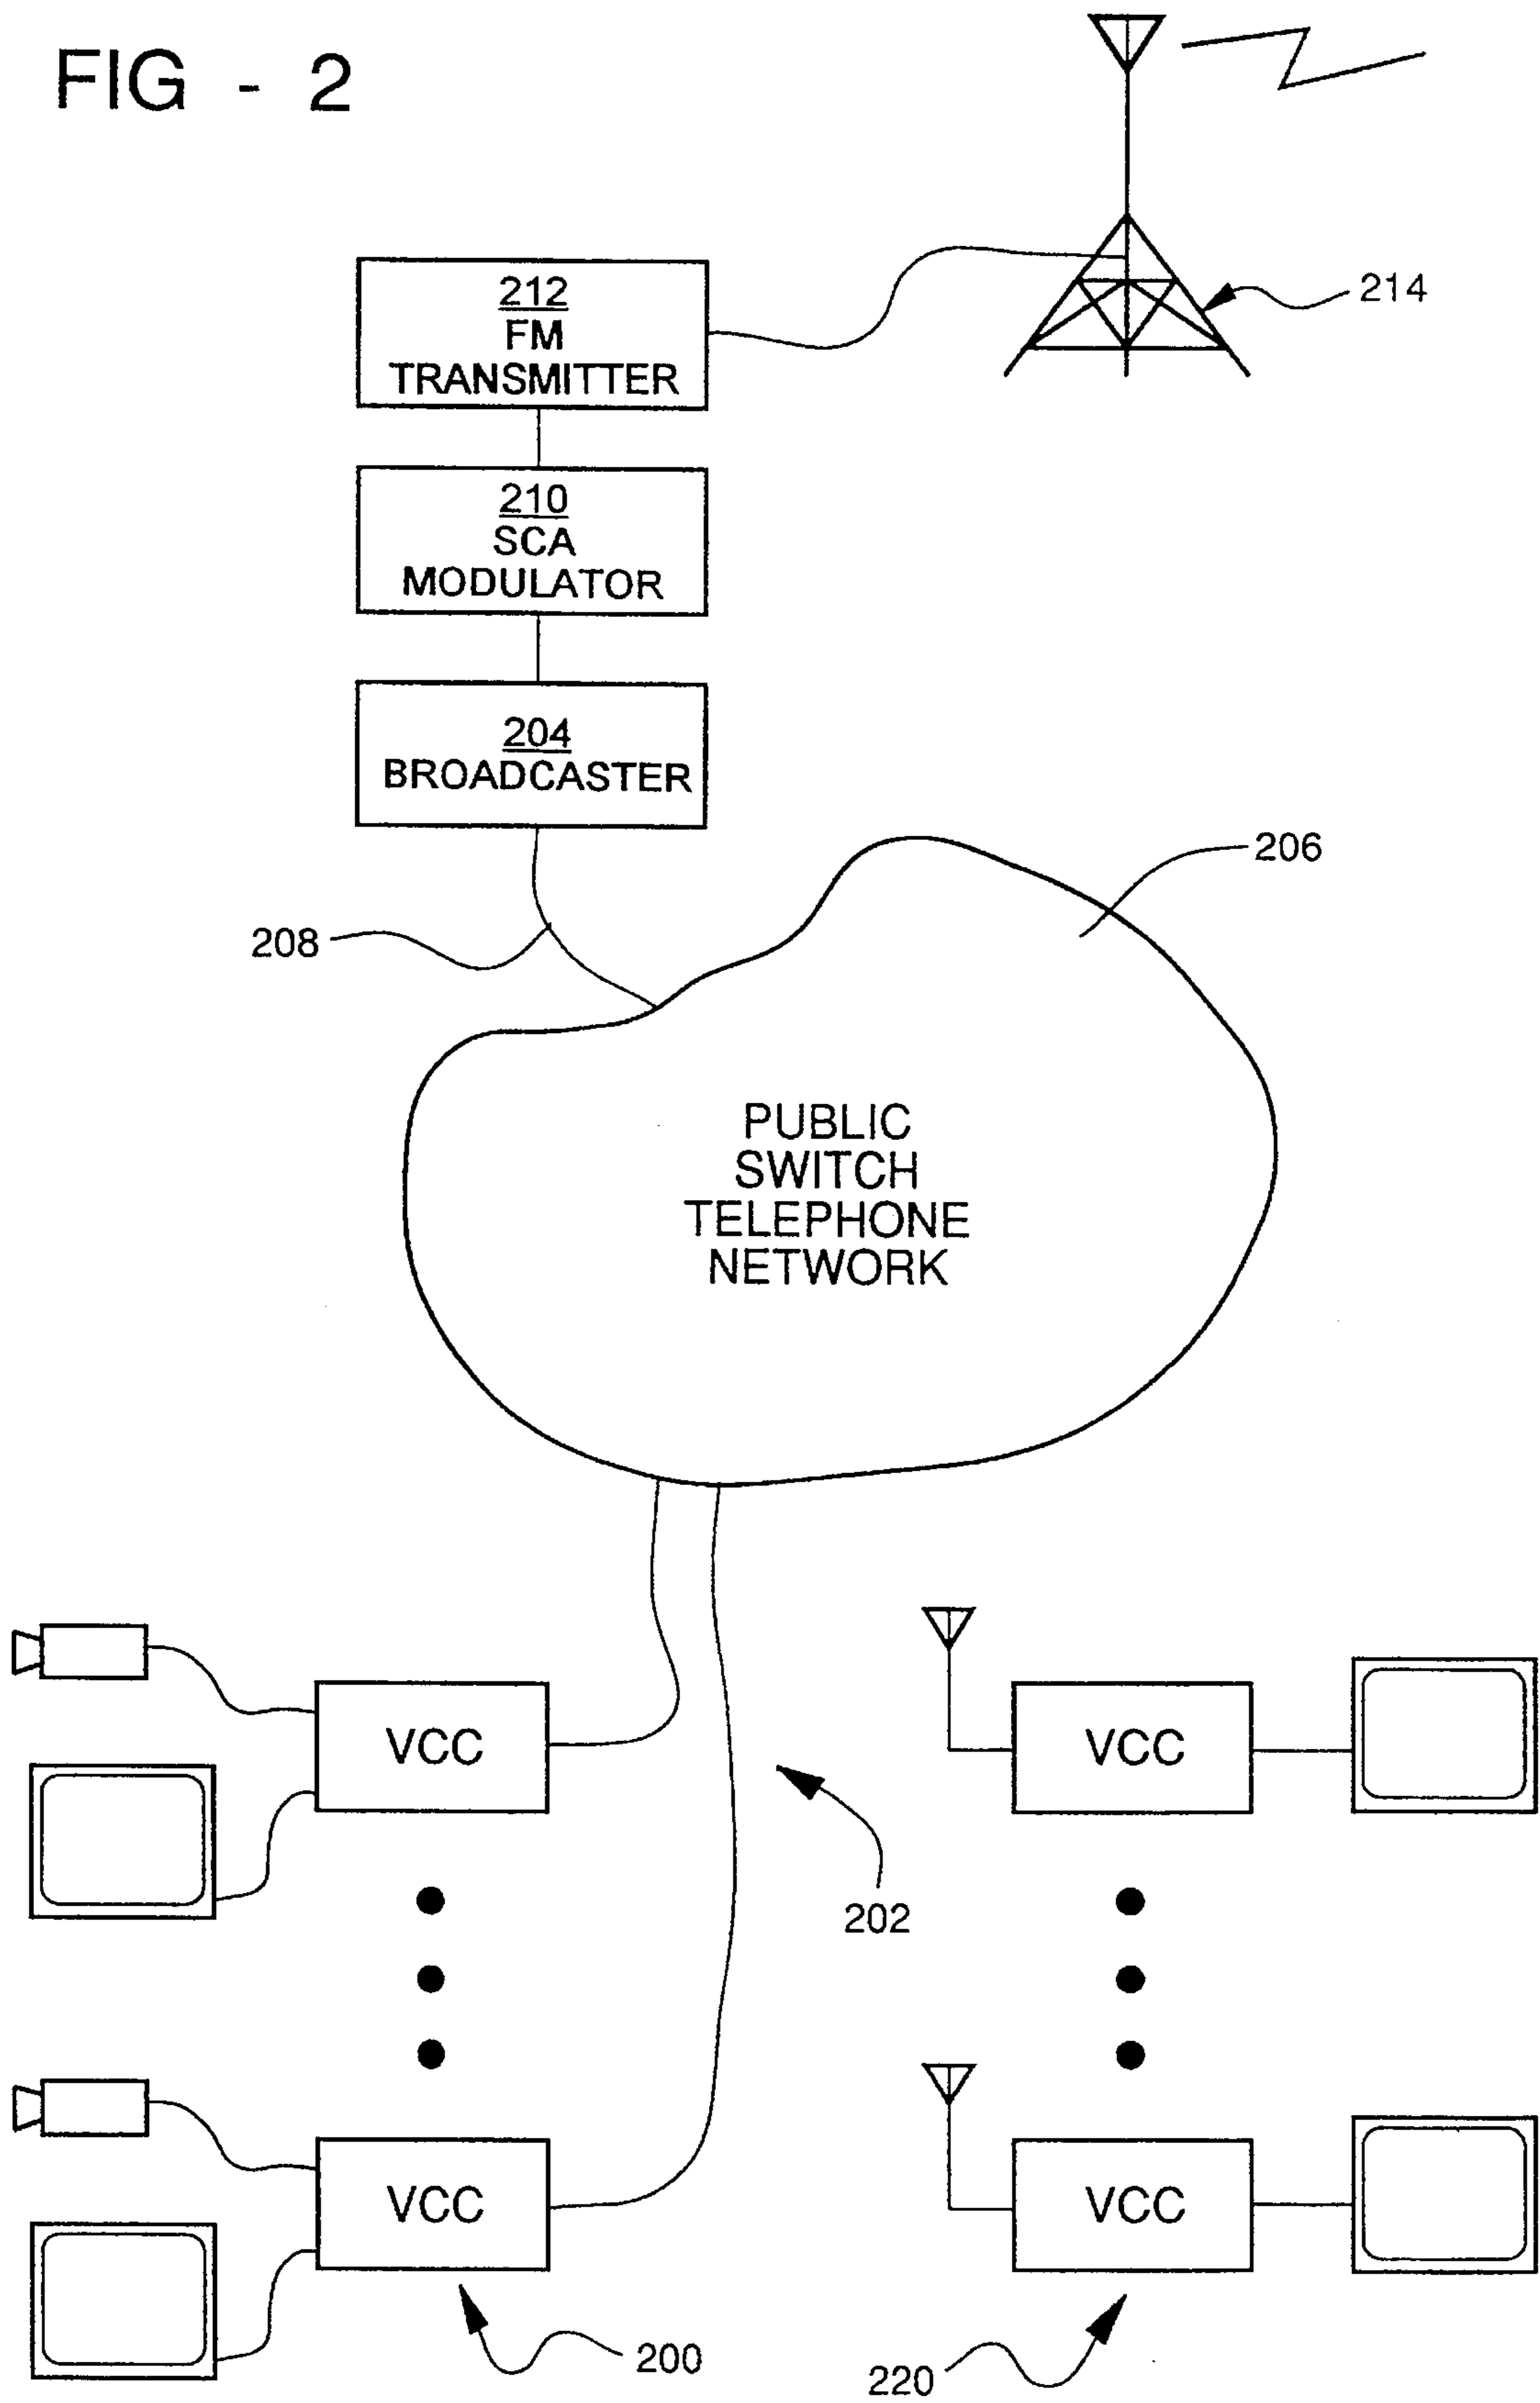 FIG - 2
214
212
FM
TRANSMITTER
210
SCA
MODULATOR
204
BROADCASTER
206
208
PUBLIC
SWITCH
TELEPHONE
NETWORK
VCC
VCC
202
VCC
VCC
200
220